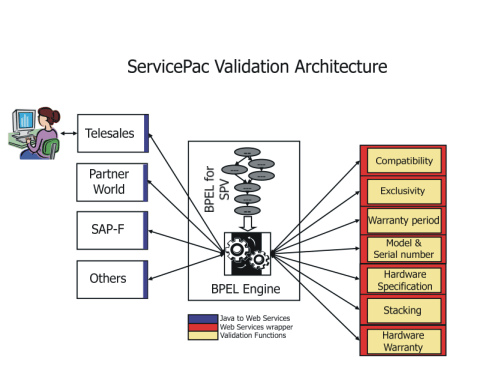 ServicePac Validation Architecture
Telesales
Partner
World
SAP-F
Others
BPEL for
SPV
BPEL Engine
Compatibility
Exclusivity
Warranty period
Model &
Serial number
Hardware
Specification
Stacking
Hardware
Warranty
Java to Web Services
Web Services wrapper
Validation Functions